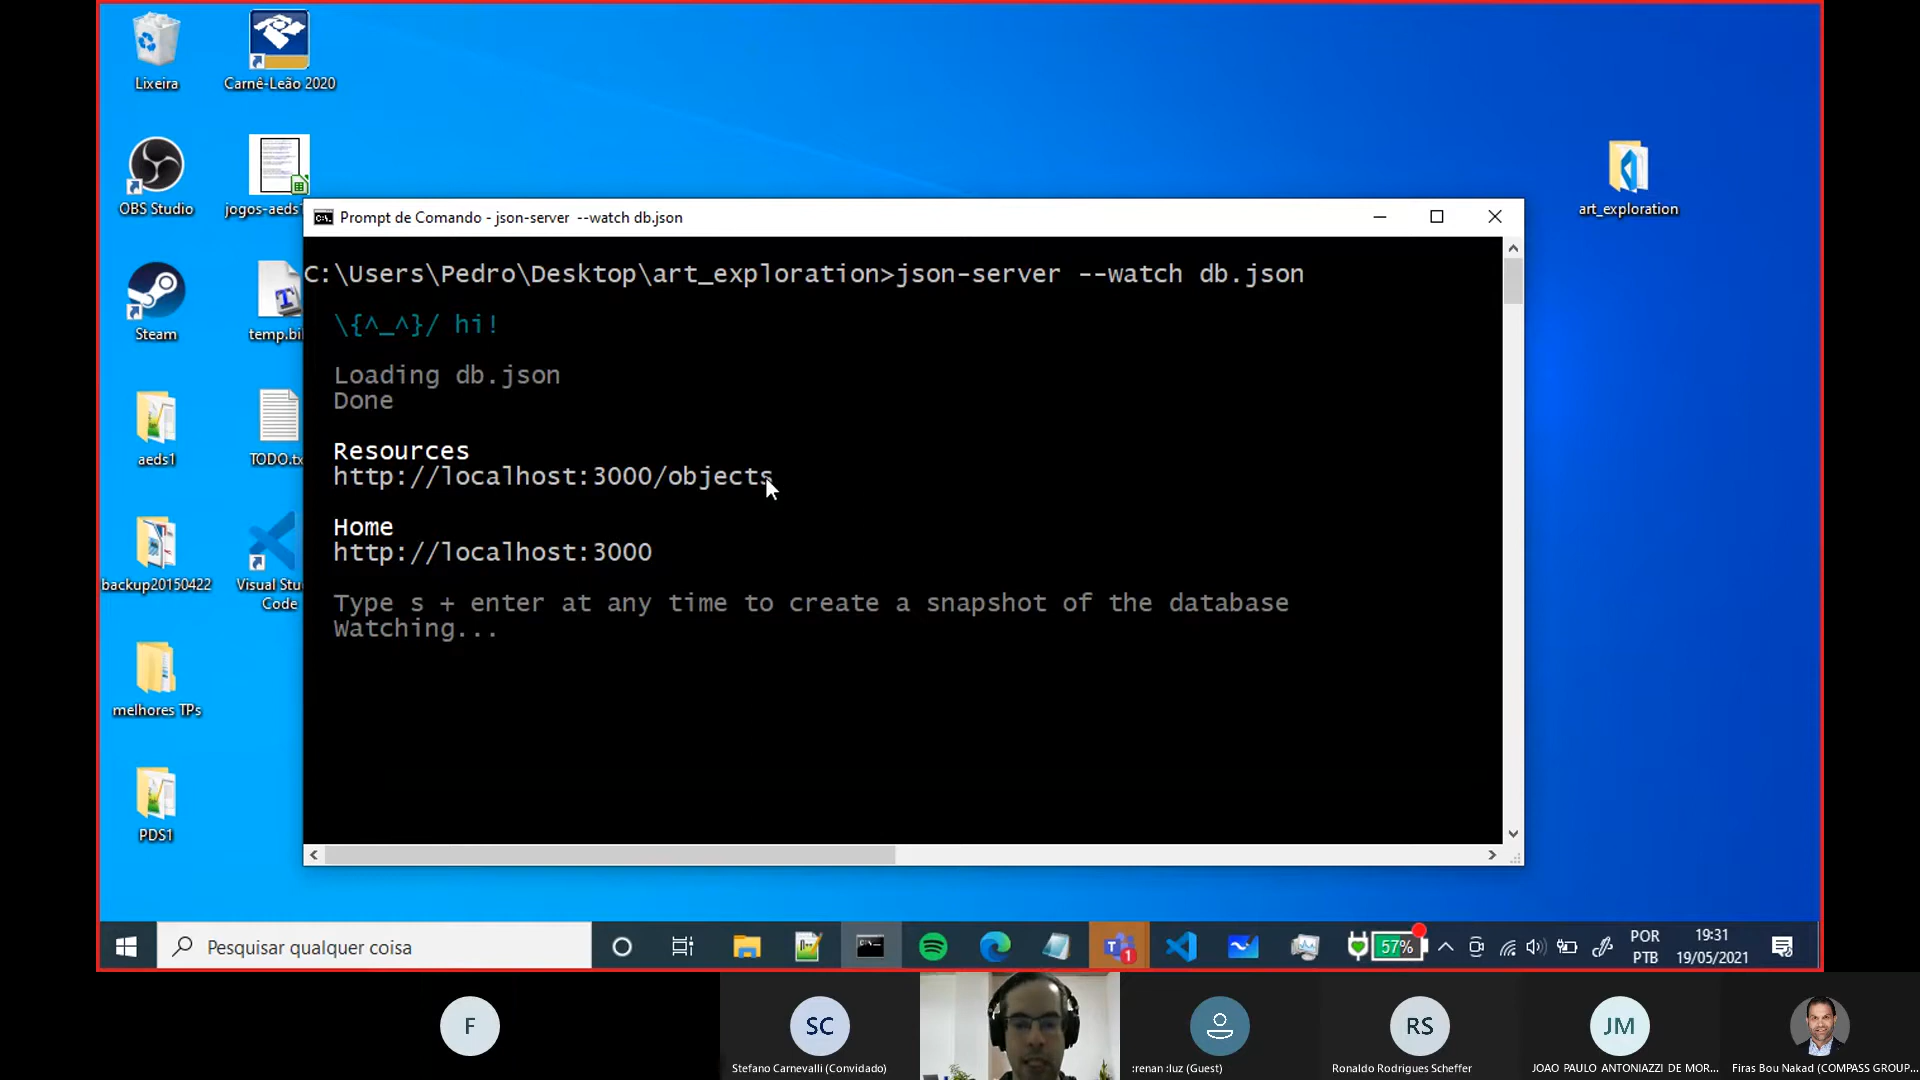 Lixeira
Carnê-Leão 2020
OBS Studio
jogos-aeds
art_exploration
Prompt de Comando - json-server --watch db.json
C:\Users\Pedro\Desktop\art_exploration>json-server --watch db.json
\{^_^}/ hi!
Loading db.json
Done
Resources
http://localhost:3000/objects
Home
http://localhost:3000
Type s + enter at any time to create a snapshot of the database
Watching...
Steam
temp.bi
aeds1
TODO.tx
backup20150422
Visual Stu
Code
melhores TPs
PDS1
Pesquisar qualquer coisa
1
57%
POR
PTB
19:31
19/05/2021
F
SC
RS
JM
Stefano Carnevalli (Convidado)
:renan :luz (Guest)
Ronaldo Rodrigues Scheffer
JOAO PAULO ANTONIAZZI DE MOR...
Firas Bou Nakad (COMPASS GROUP...